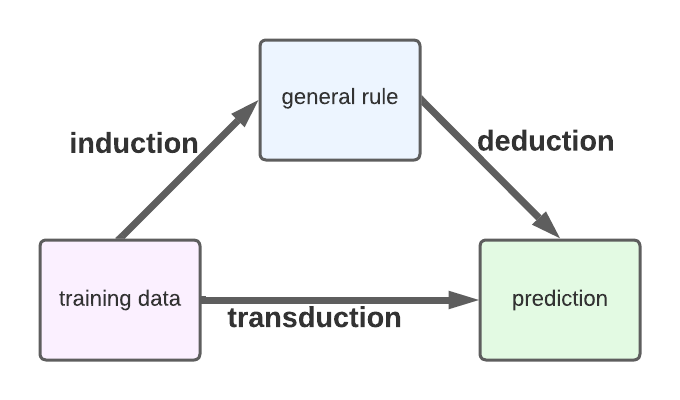 general rule
induction
deduction
training data
prediction
transduction